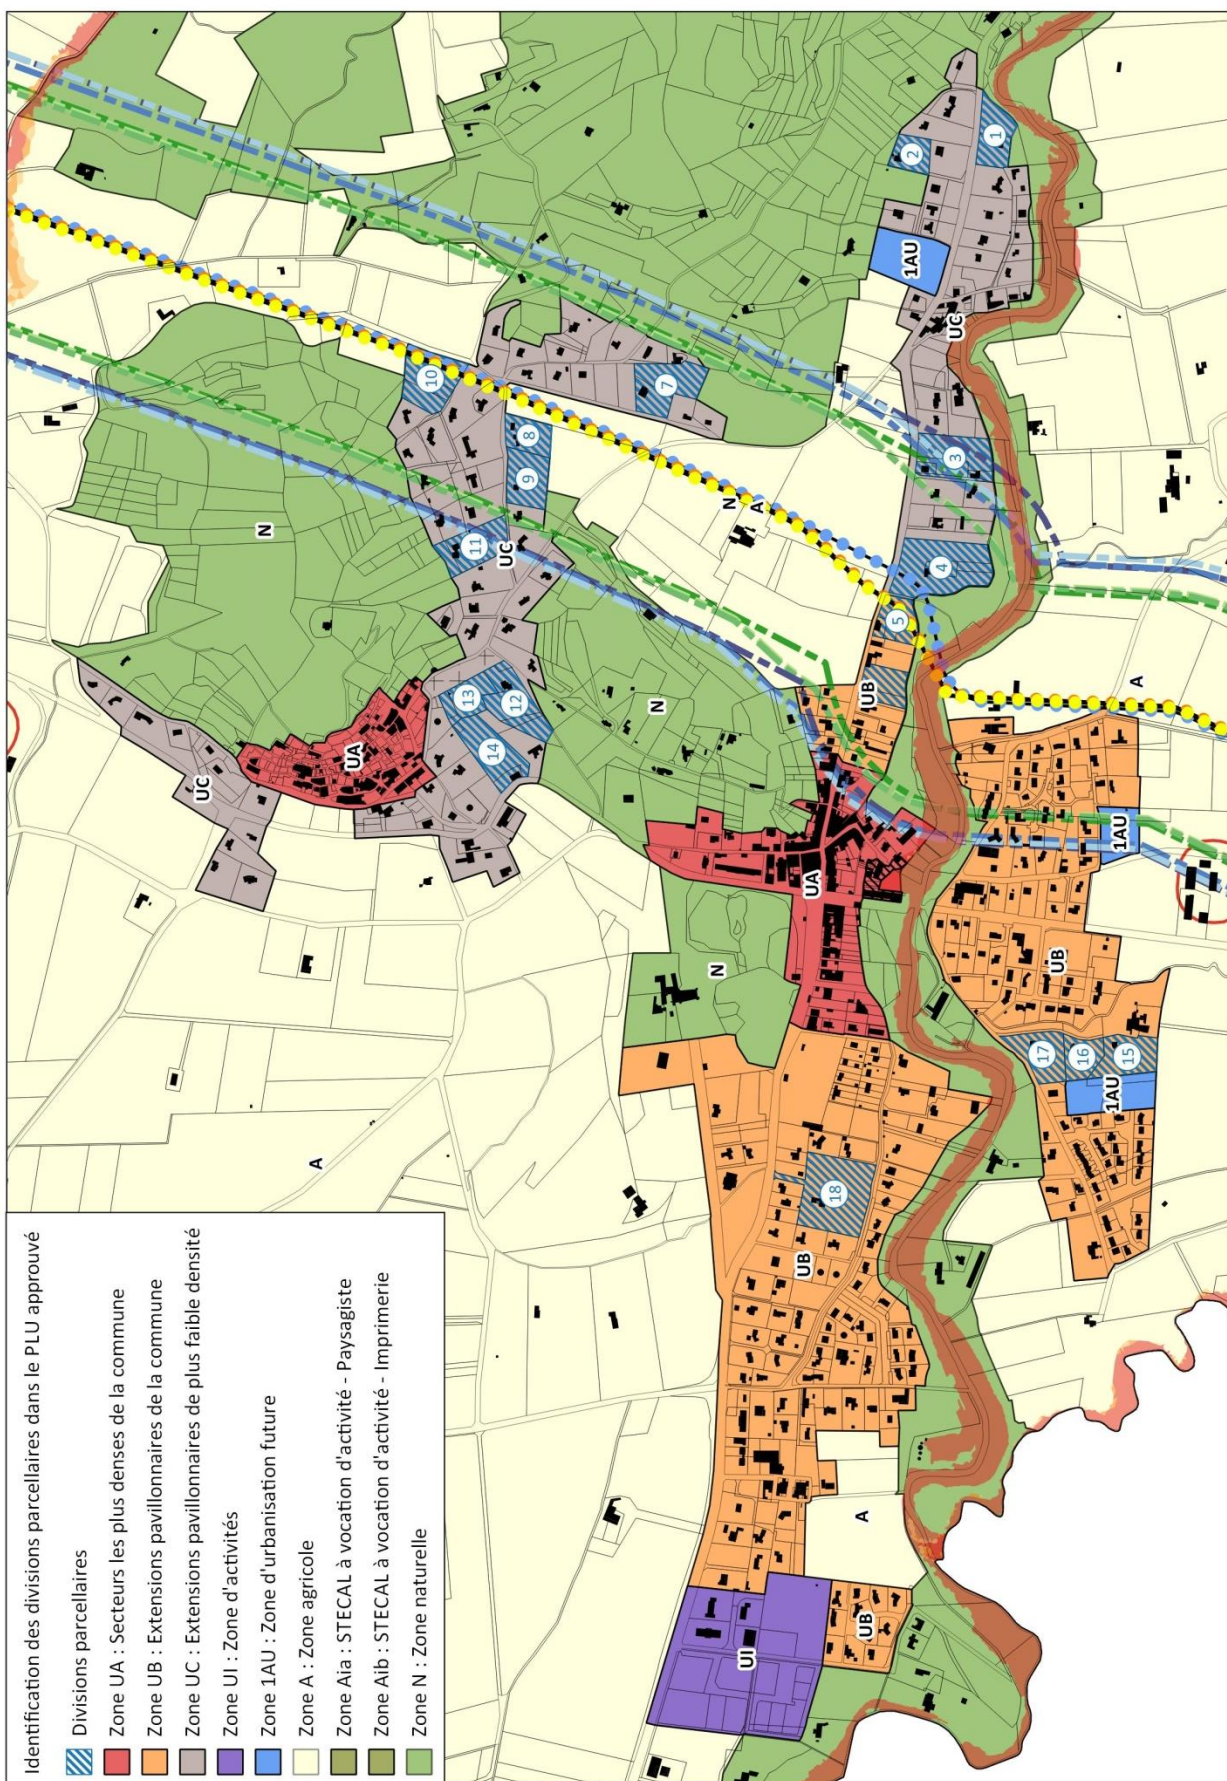 Identification des divisions parcellaires dans le PLU approuvé
Divisions parcellaires
Zone UA : Secteurs les plus denses de la commune
Zone UB : Extensions pavillonnaires de la commune
Zone UC : Extensions pavillonnaires de plus faible densité
Zone UI : Zone d'activités
Zone 1AU : Zone d'urbanisation future
Zone A : Zone agricole
Zone Aia : STECAL à vocation d'activité - Paysagiste
Zone Aib : STECAL à vocation d'activité - Imprimerie
Zone N : Zone naturelle
N
10
7
8
9
11
UC
UC
UA
13
12
14
N
N
A
2
1
1AU
UC
3
4
5
UB
A
UA
N
A
1AU
UB
17
16
15
1AU
18
UB
A
UI
UB